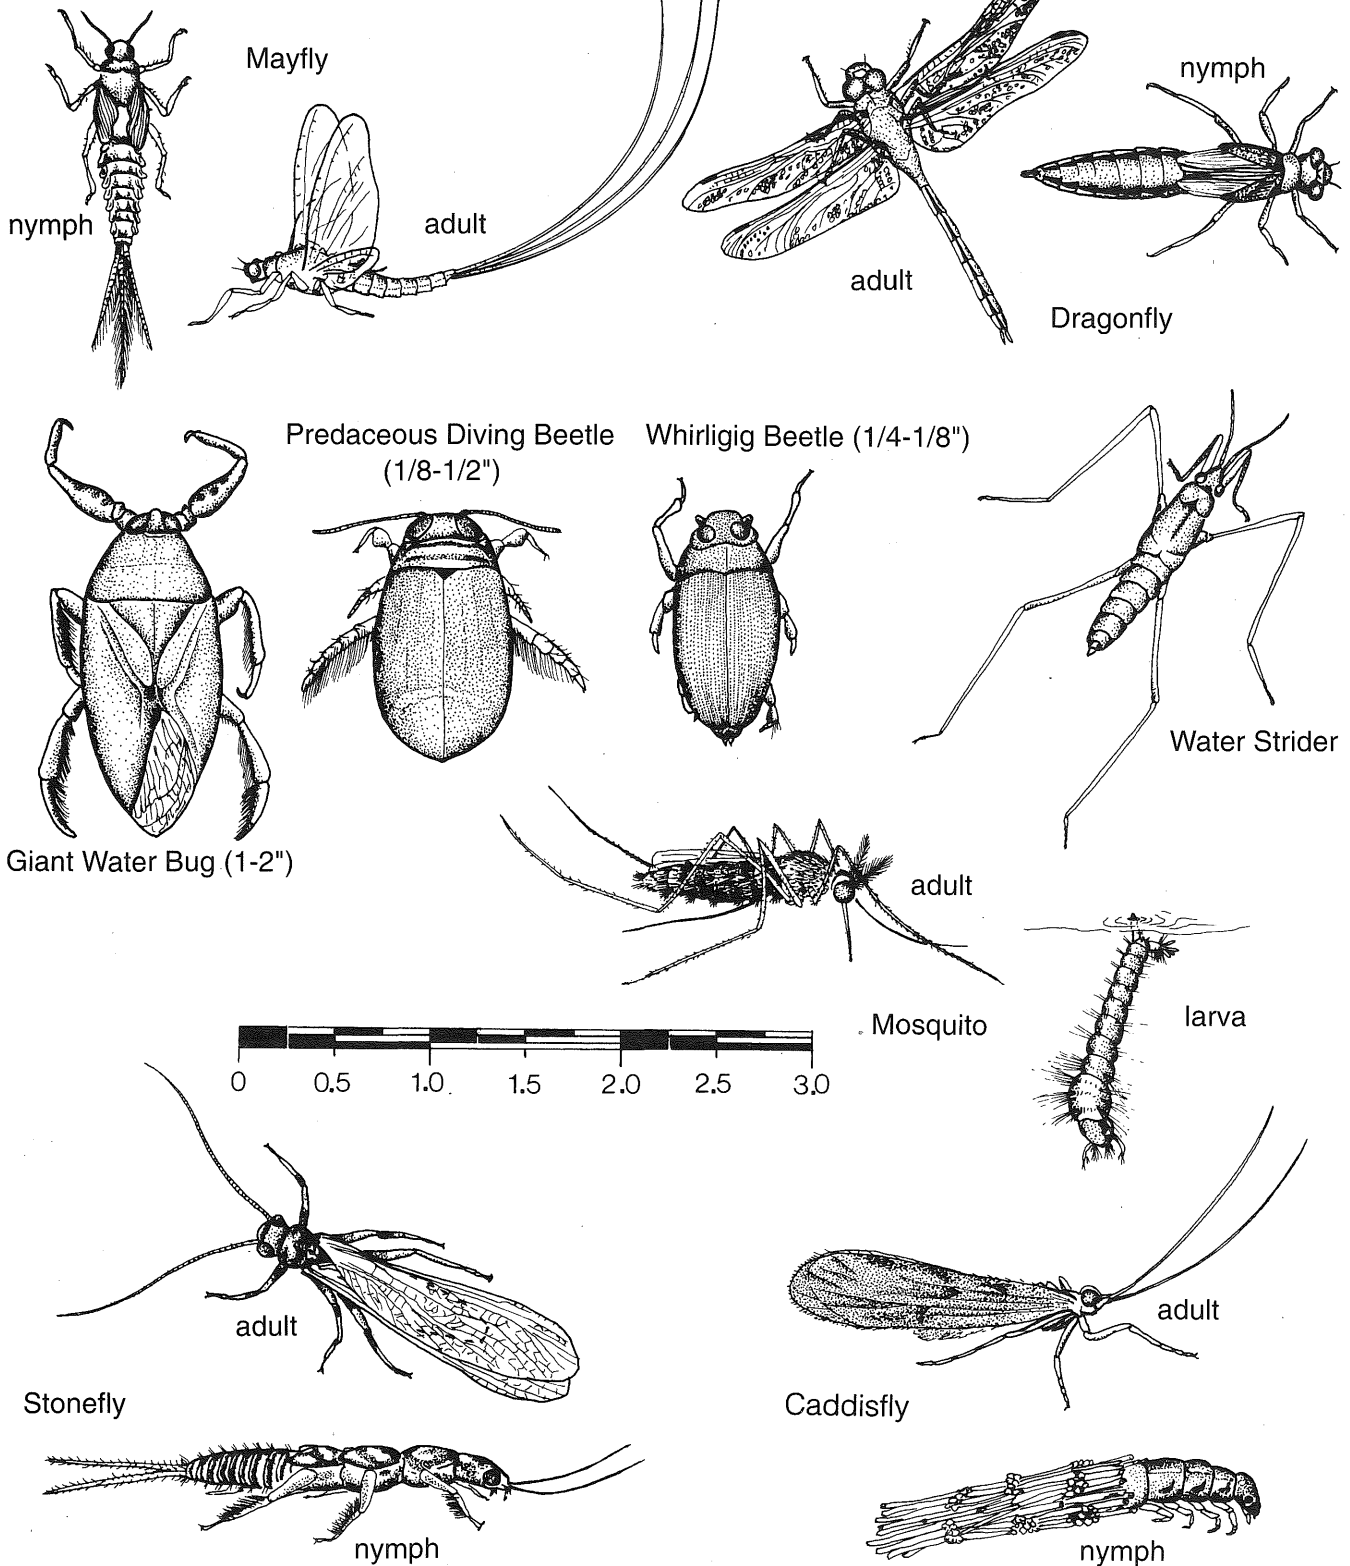 Mayfly
nymph
adult
nymph
adult
Dragonfly
Predaceous Diving Beetle
(1/8-1/2")
Whirligig Beetle (1/4-1/8")
Water Strider
Giant Water Bug (1-2")
adult
Mosquito
larva
0 0.5 1.0 1.5 2.0 2.5 3.0
adult
Stonefly
nymph
adult
Caddisfly
nymph